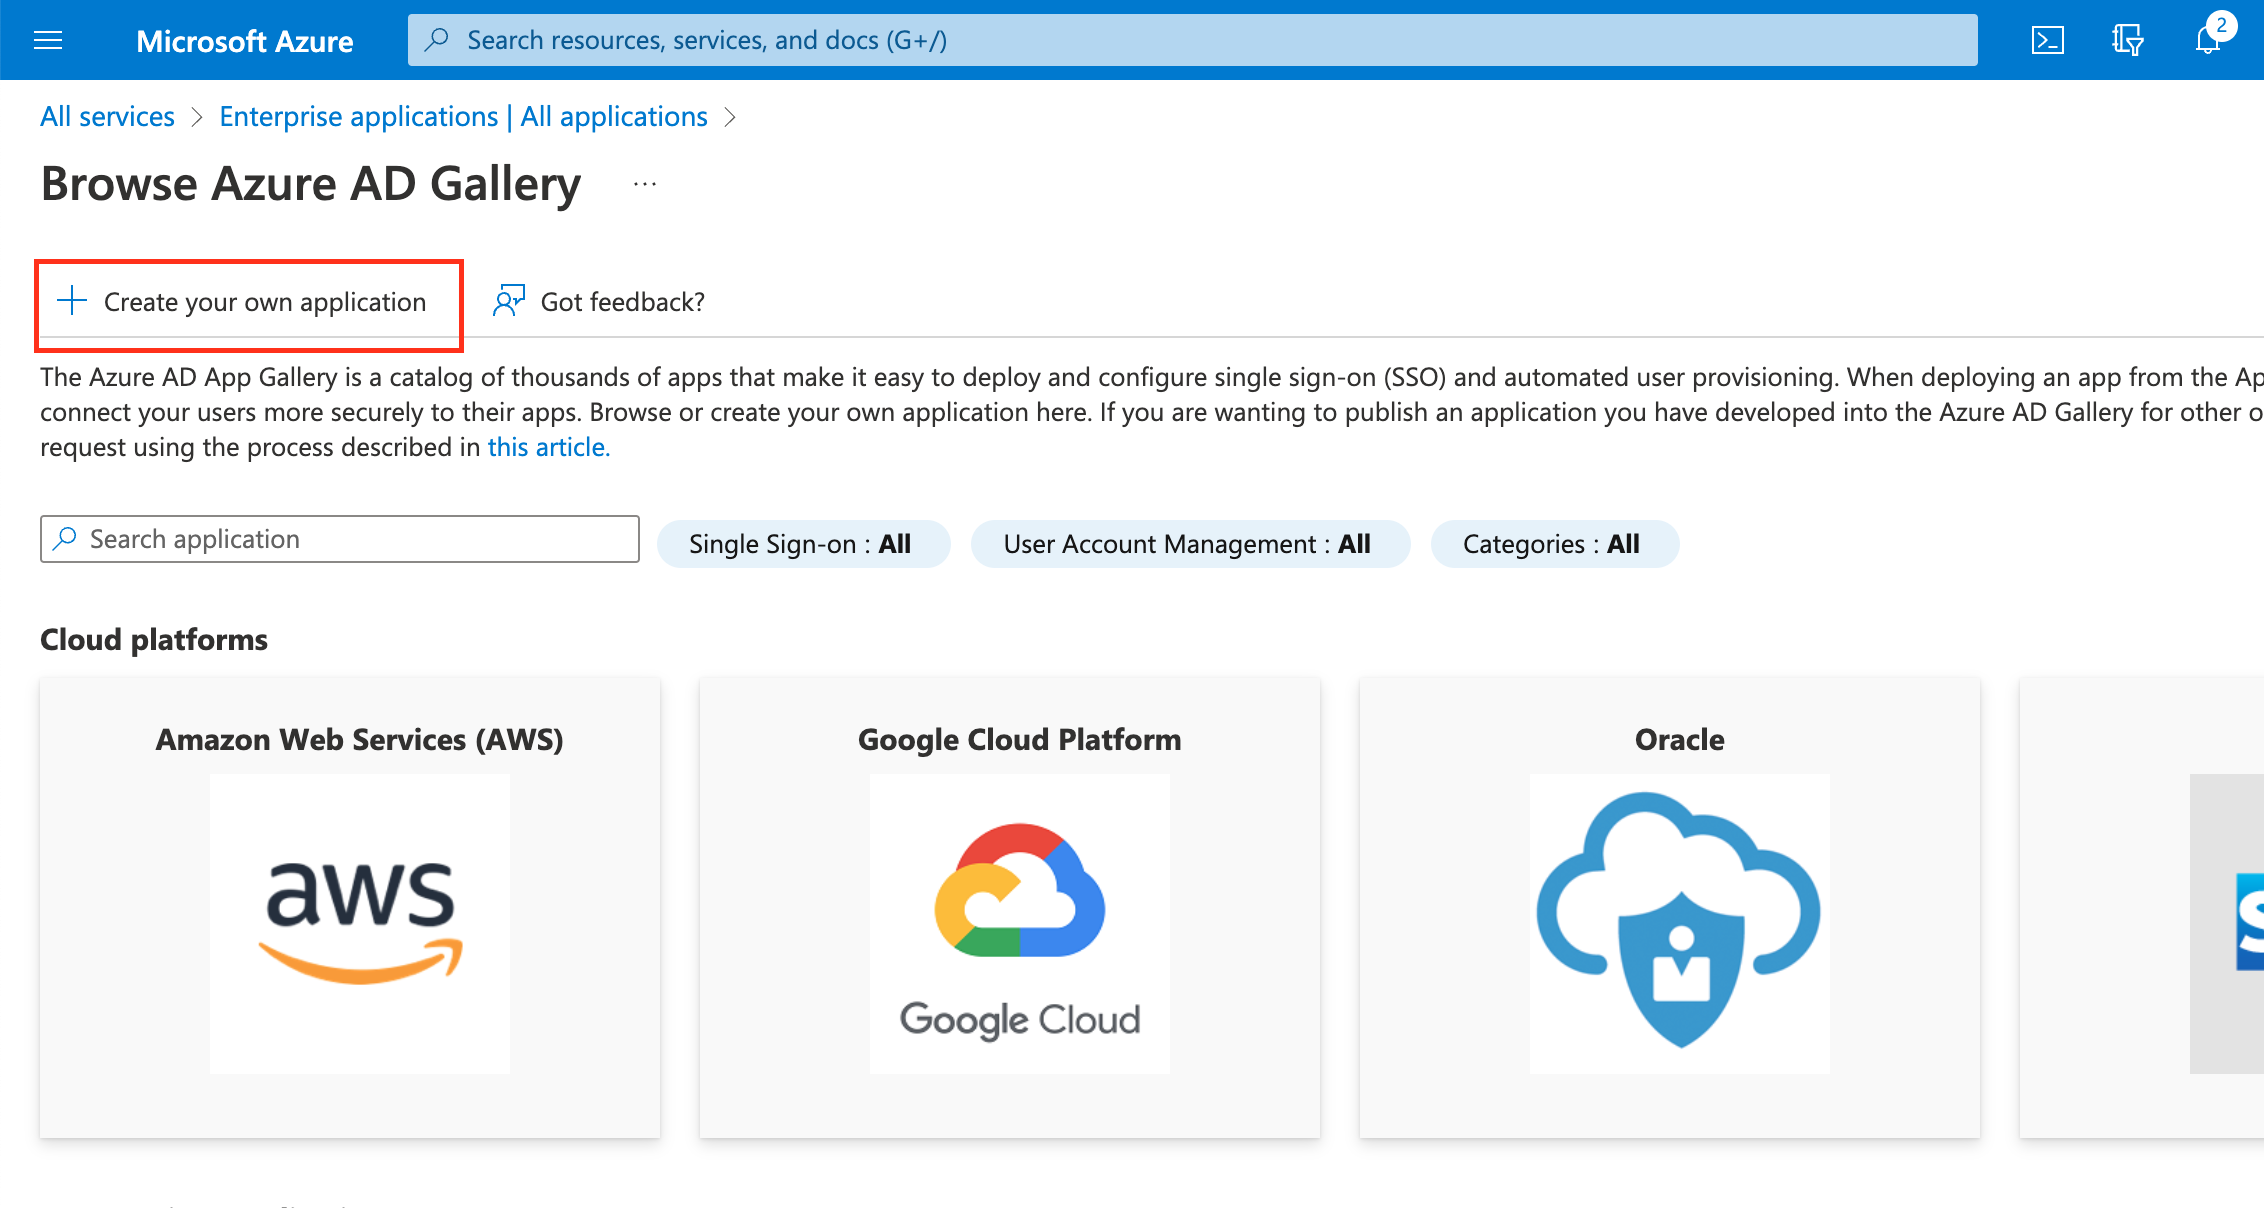 Microsoft Azure
Search resources, services, and docs (G+/)
2
All services > Enterprise applications | All applications >
Browse Azure AD Gallery ...
+ Create your own application
Got feedback?
The Azure AD App Gallery is a catalog of thousands of apps that make it easy to deploy and configure single sign-on (SSO) and automated user provisioning. When deploying an app from the Ap
connect your users more securely to their apps. Browse or create your own application here. If you are wanting to publish an application you have developed into the Azure AD Gallery for other o
request using the process described in this article.
Search application
Single Sign-on : All
User Account Management : All
Categories : All
Cloud platforms
Amazon Web Services (AWS)
Google Cloud Platform
Oracle
aws
Google Cloud
S